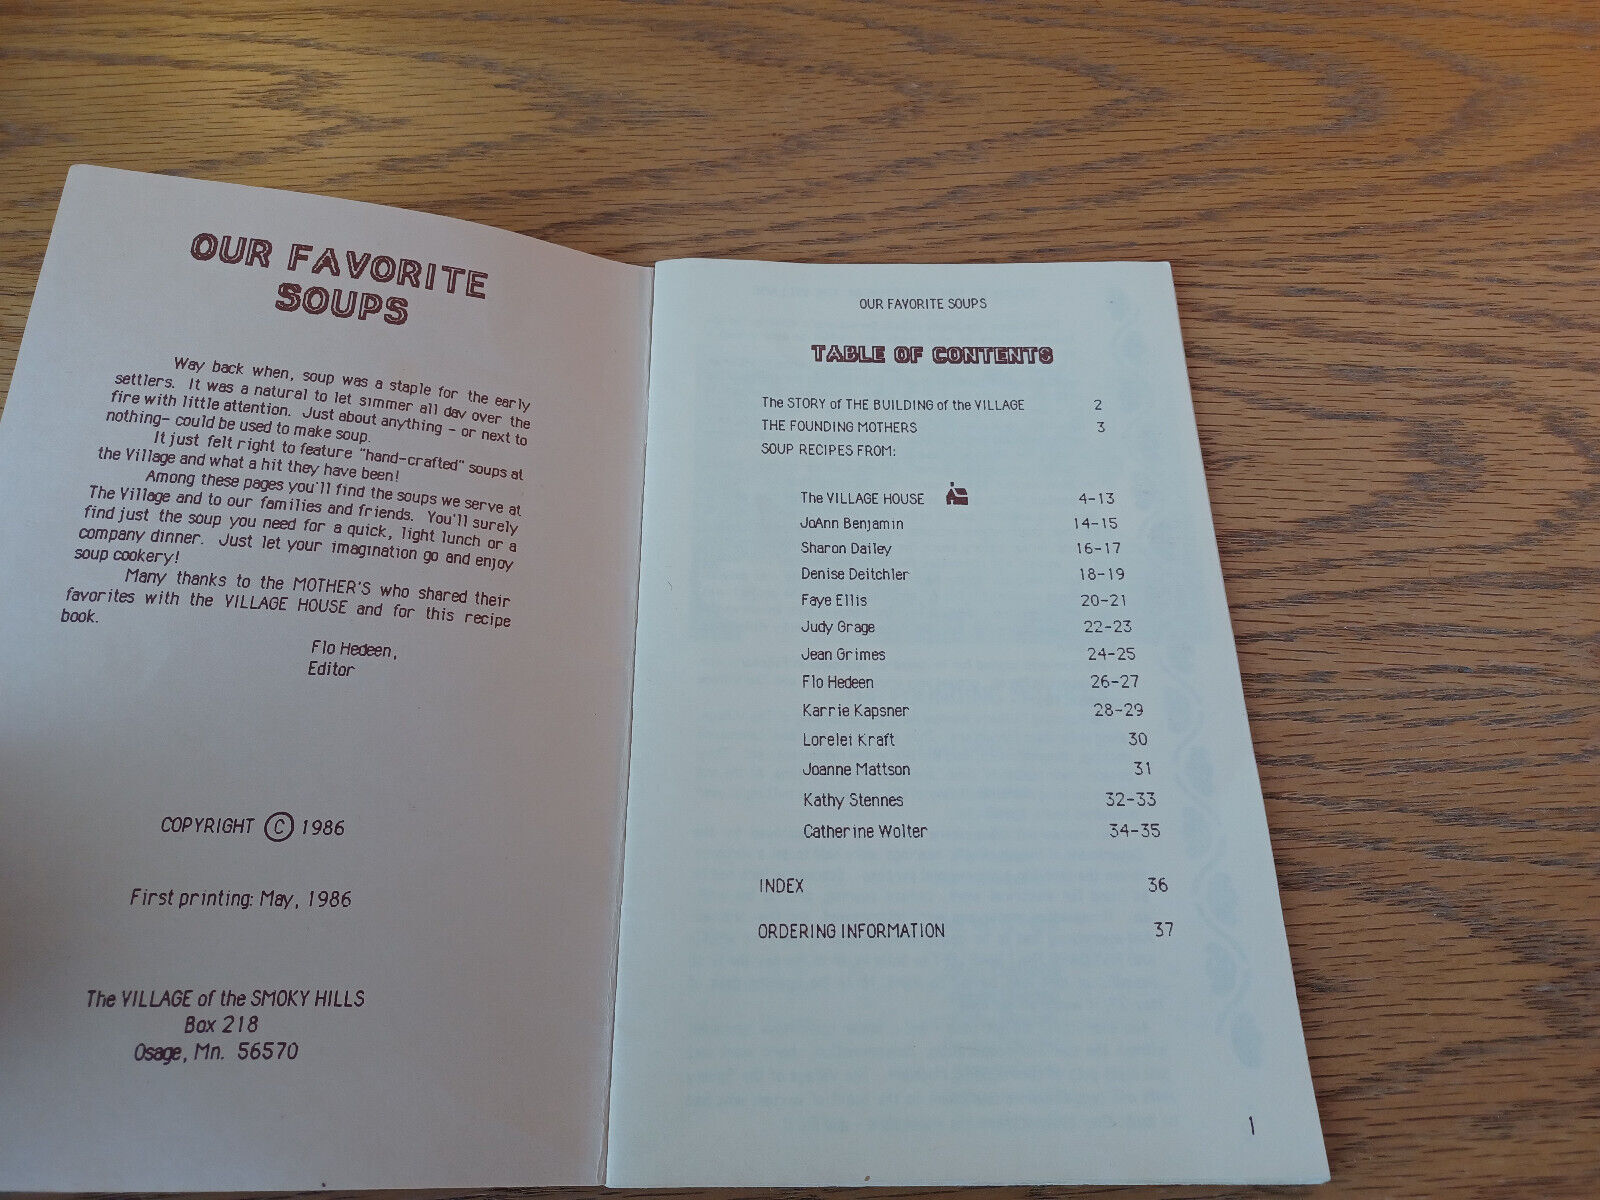 OUR FAVORITE
SOUPS
Way back when, soup was a staple for the early
settlers. It was a natural to let simmer all day over the
fire with little attention. Just about anything - or next to
nothing- could be used to make soup.
It just felt right to feature "hand-crafted" soups at
the Village and what a hit they have been!
Among these pages you'll find the soups we serve at
The Village and to our families and friends. You'll surely
find just the soup you need for a quick, light lunch or a
company dinner. Just let your imagination go and enjoy
soup cookery!
Many thanks to the MOTHER'S who shared their
favorites with the VILLAGE HOUSE and for this recipe
book.
Flo Hedeen,
Editor
COPYRIGHT © 1986
First printing: May, 1986
The VILLAGE of the SMOKY HILLS
Box 218
Osage, Mn. 56570
OUR FAVORITE SOUPS
TABLE OF CONTENTS
The STORY of THE BUILDING of the VILLAGE 2
THE FOUNDING MOTHERS 3
SOUP RECIPES FROM:
The VILLAGE HOUSE 4-13
JoAnn Benjamin 14-15
Sharon Dailey 16-17
Denise Deitchler 18-19
Faye Ellis 20-21
Judy Grage 22-23
Jean Grimes 24-25
Flo Hedeen 26-27
Karrie Kapsner 28-29
Lorelei Kraft 30
Joanne Mattson 31
Kathy Stennes 32-33
Catherine Wolter 34-35
INDEX 36
ORDERING INFORMATION 37
1